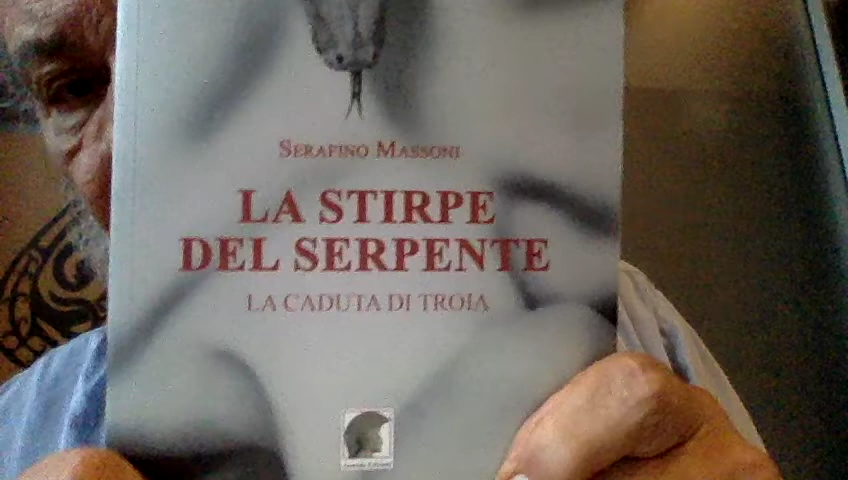 SERAFINO MASSONI
LA STIRPE
DEL SERPENTE
LA CADUTA DI TROIA